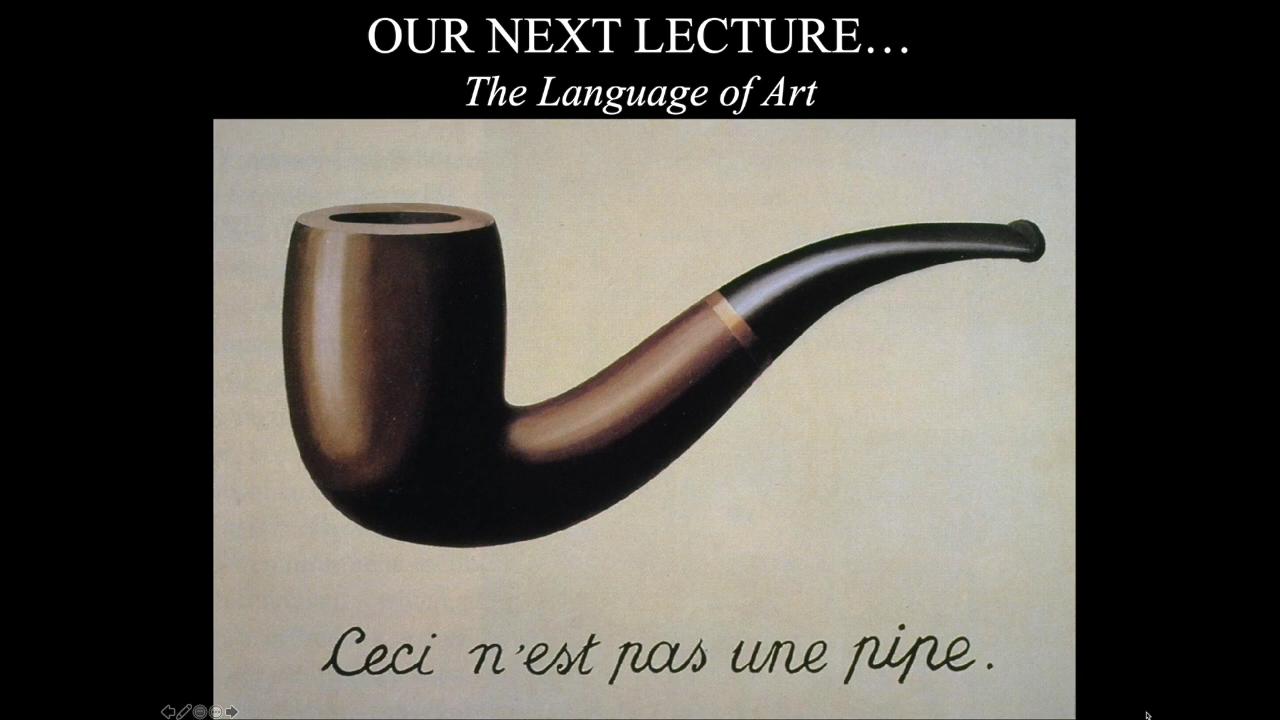 OUR NEXT LECTURE…
The Language of Art
Ceci n'est pas une pipe.